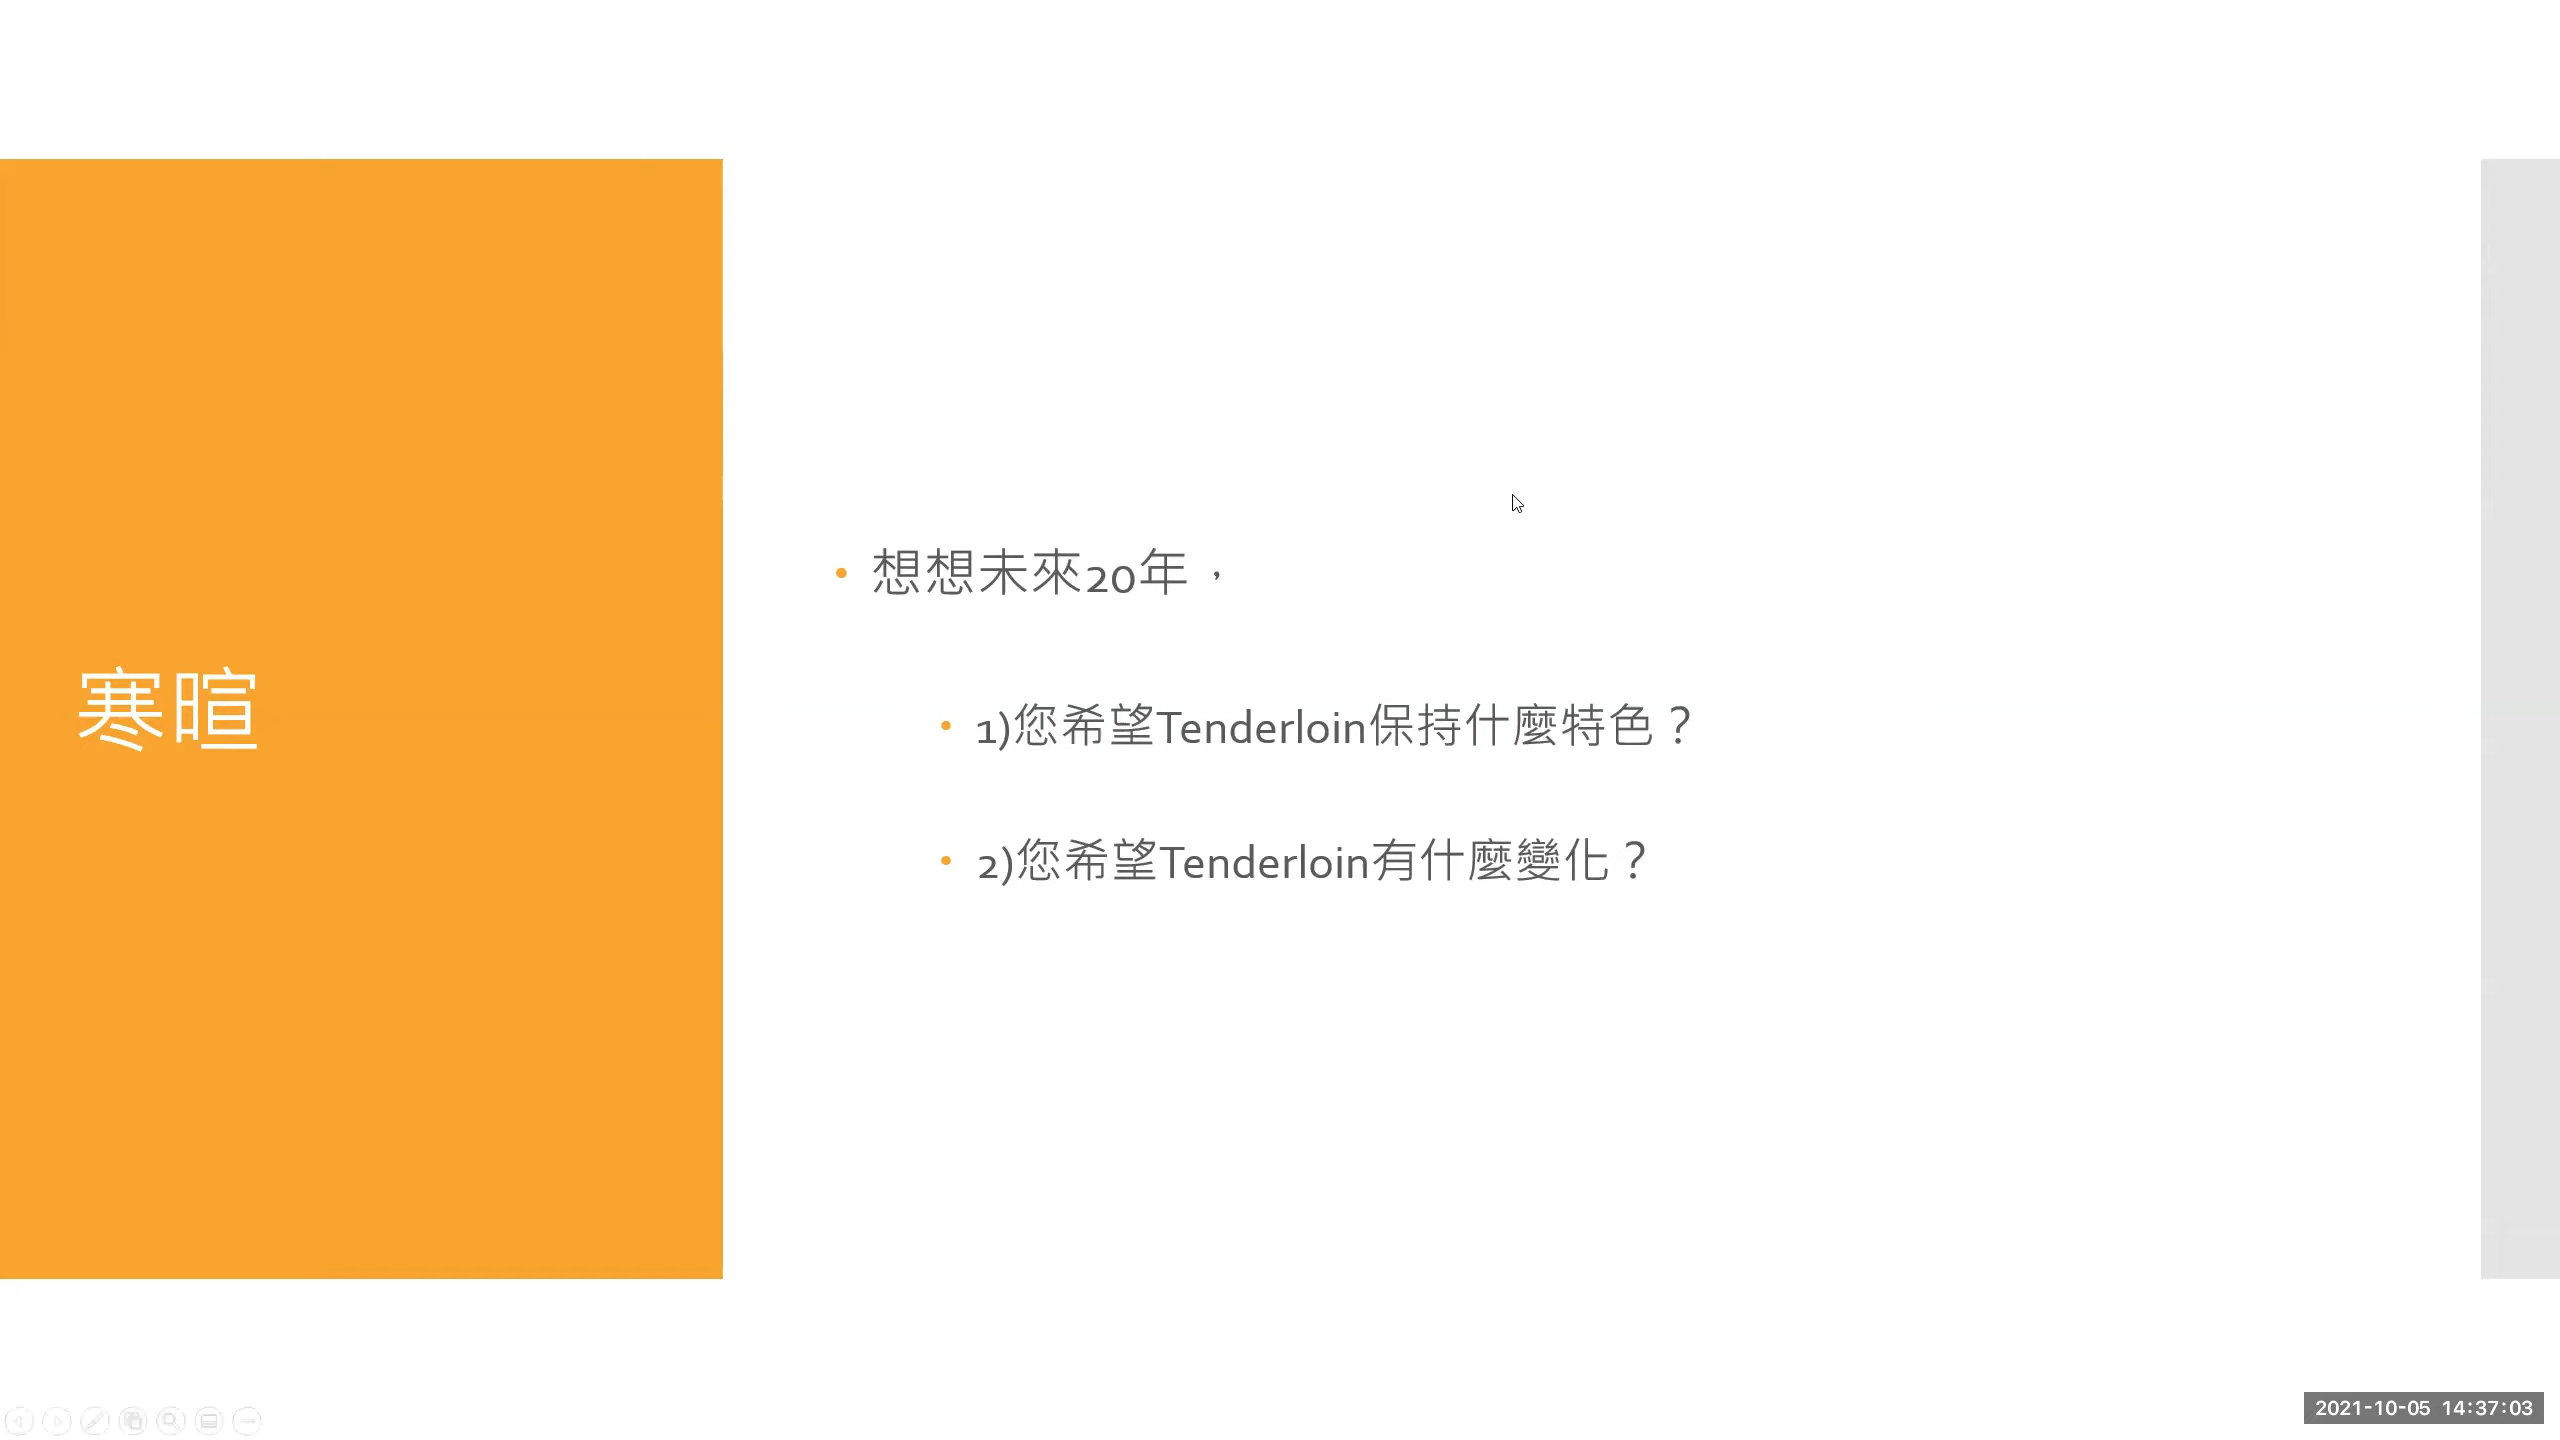 寒暄
• 想想未來20年，
• 1)您希望Tenderloin保持什麼特色？
• 2)您希望Tenderloin有什麼變化？
2021-10-05 14:37:03